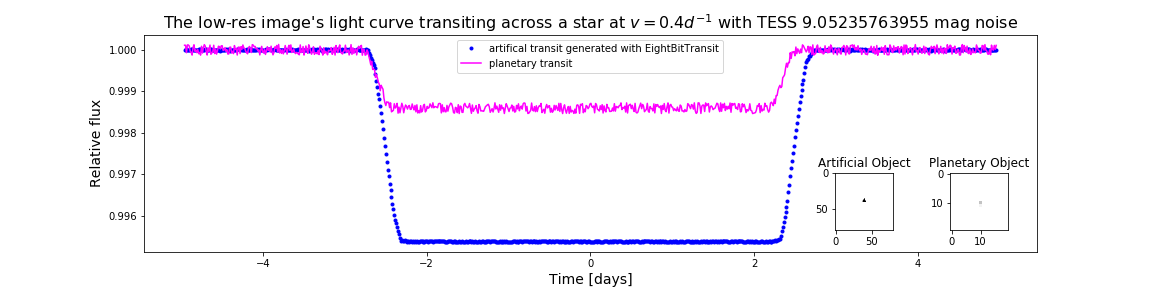 The low-res image's light curve transiting across a star at v = 0.4d⁻¹ with TESS 9.05235763955 mag noise
artifical transit generated with EightBitTransit
planetary transit
Relative flux
1.000
0.999
0.998
0.997
0.996
Artificial Object
0
50
0 50
Planetary Object
0
10
0 10
−4 −2 0 2 4
Time [days]